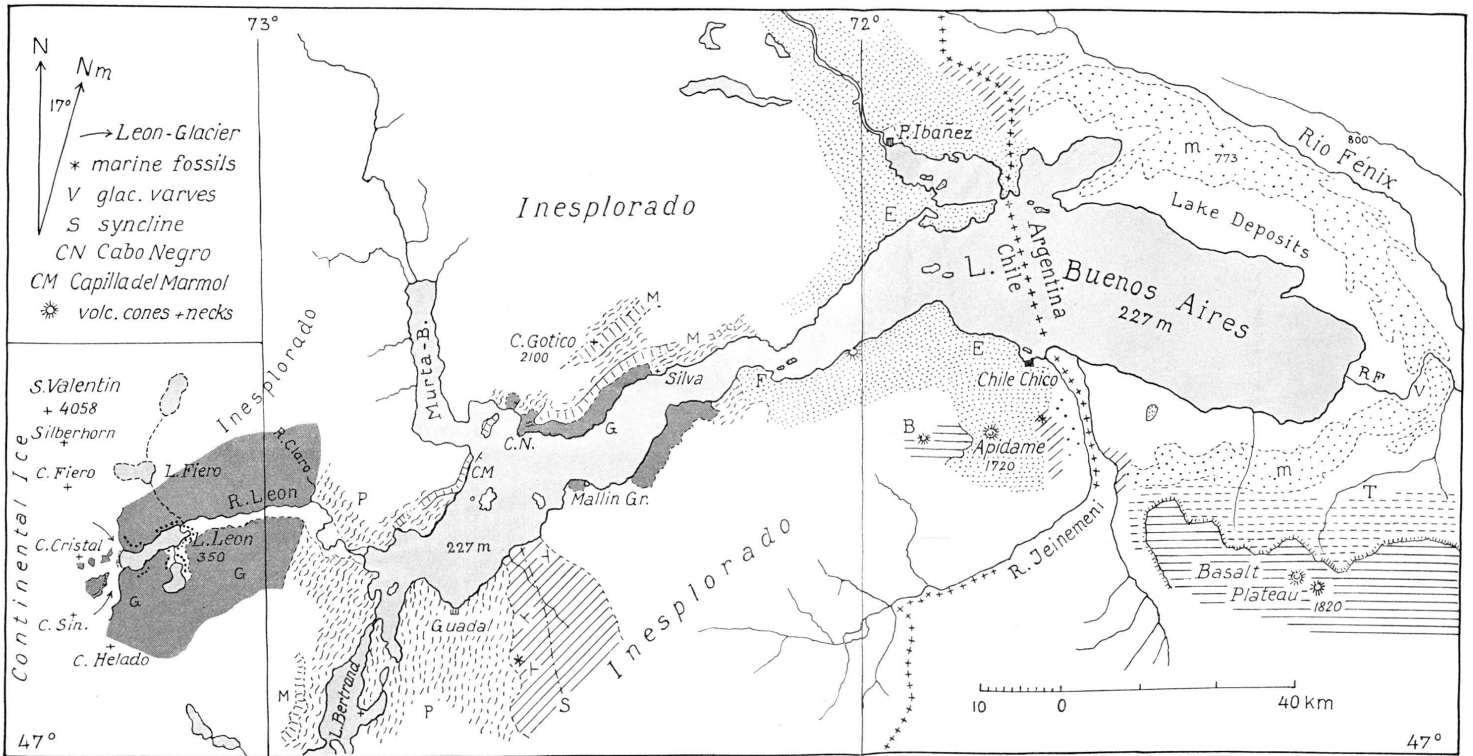 73°
72°
N
Nm
17°
Leon-Glacier
* marine fossils
V glac. varves
S syncline
CN Cabo Negro
CM Capilla del Marmol
volc. cones + necks
P. Ibañez
Inesplorado
E
m
773
800
Rio Fénix
Lake Deposits
Argentina
Chile
L. Buenos Aires
227 m
Inesplorado
Murta-B.
M
C. Gotico
2100
M
Silva
F
E
Chile Chico
RF
V
S. Valentin
+ 4058
Silberhorn
+
C. Fiero
+
L. Fiero
R. Claro
C.N.
G
CM
Mallin Gr.
B
Apidame
1720
m
T
Continental Ice
R. Leon
P
C. Cristal
L. Leon
350
G
G
227 m
C. Sin.
C. Helado
Guadal
Inesplorado
R. Jeinemeni
Basalt
Plateau
1820
M
L. Bertrand
P
S
10 0 40 km
47°
47°